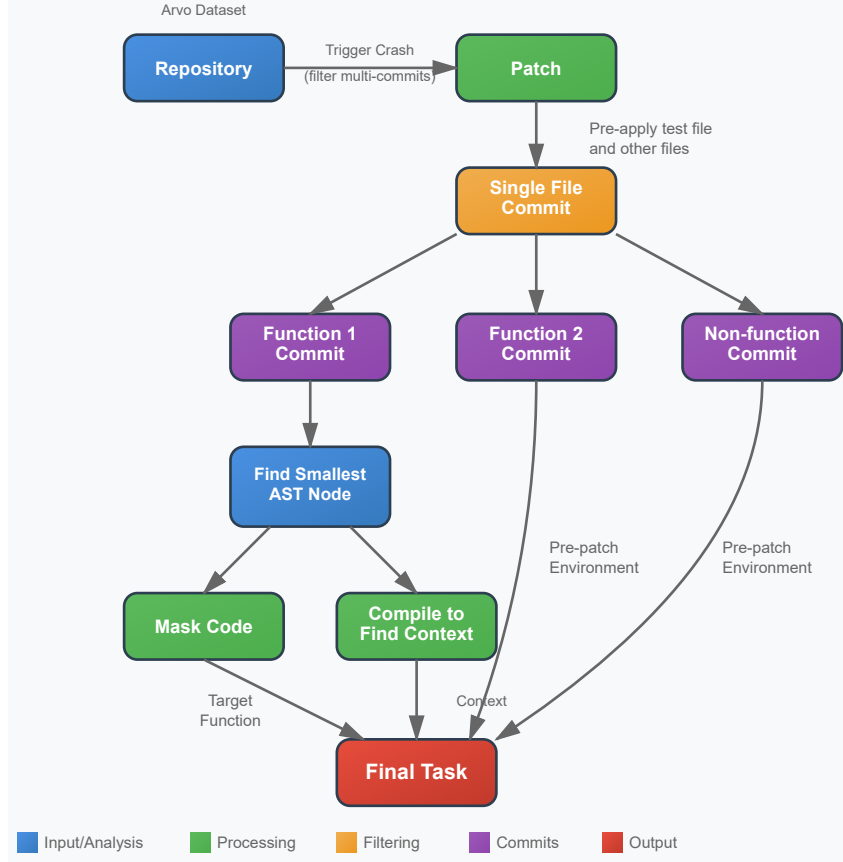 Arvo Dataset
Repository
Trigger Crash
(filter multi-commits)
Patch
Pre-apply test file
and other files
Single File
Commit
Function 1
Commit
Function 2
Commit
Non-function
Commit
Find Smallest
AST Node
Pre-patch
Environment
Pre-patch
Environment
Mask Code
Compile to
Find Context
Target
Function
Context
Final Task
Input/Analysis
Processing
Filtering
Commits
Output